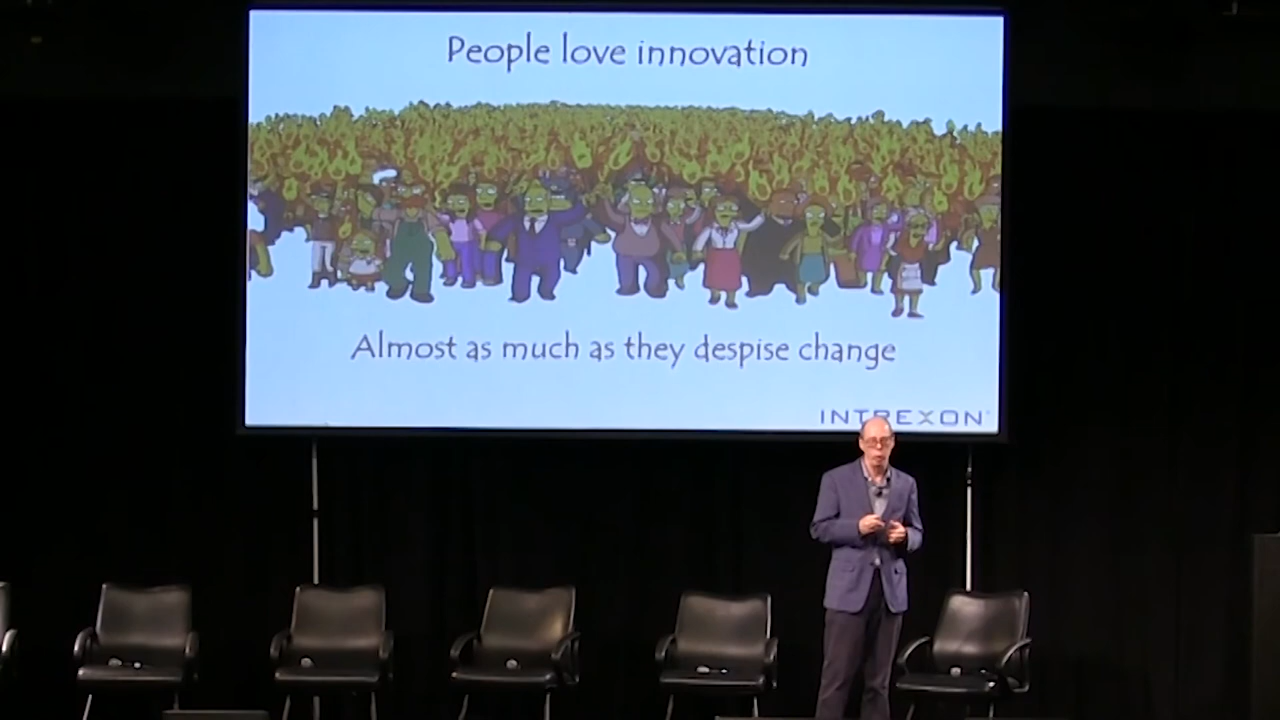 People love innovation
Almost as much as they despise change
INTREXON